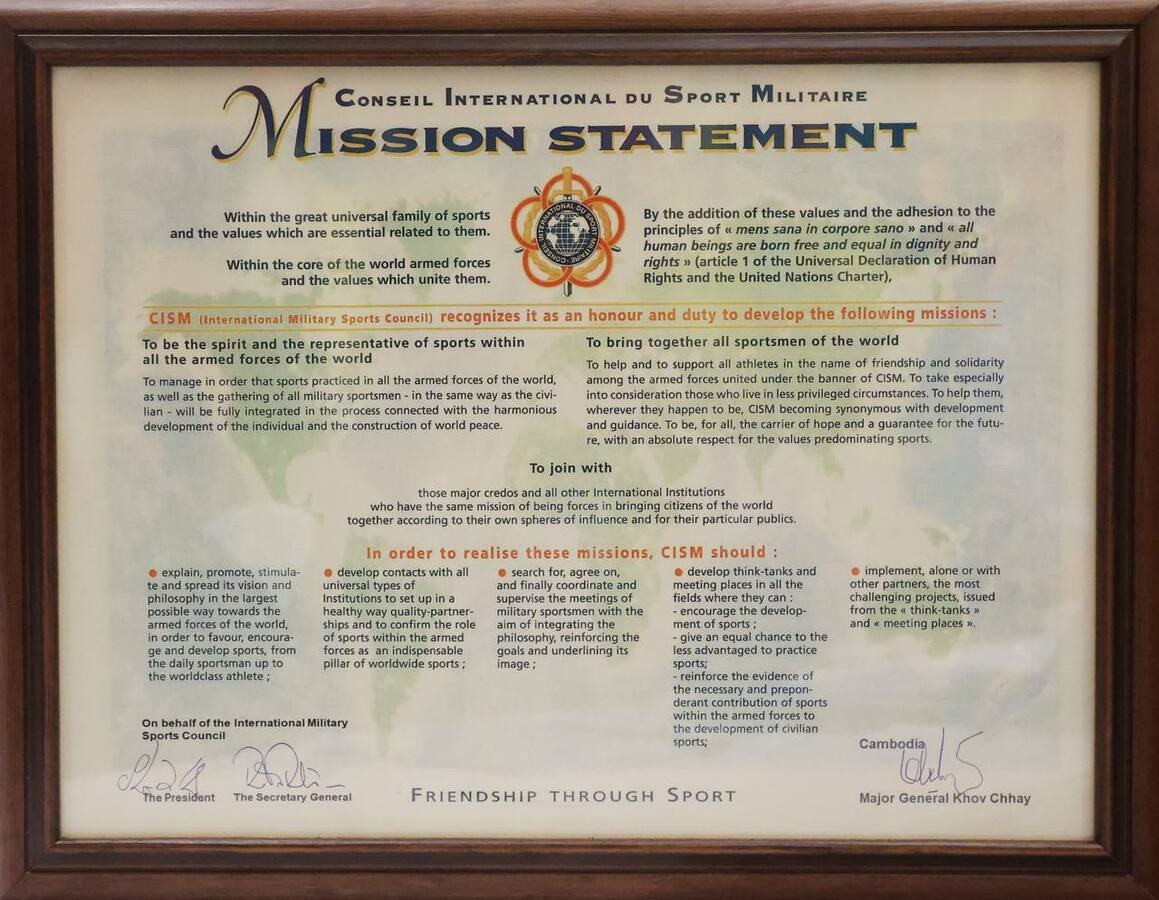 CONSEIL INTERNATIONAL DU SPORT MILITAIRE
MISSION STATEMENT
Within the great universal family of sports
and the values which are essential related to them.
Within the core of the world armed forces
and the values which unite them.
CONSEIL INTERNATIONAL DU SPORT MILITAIRE
By the addition of these values and the adhesion to the
principles of « mens sana in corpore sano » and « all
human beings are born free and equal in dignity and
rights » (article 1 of the Universal Declaration of Human
Rights and the United Nations Charter),
CISM (International Military Sports Council) recognizes it as an honour and duty to develop the following missions :
To be the spirit and the representative of sports within
all the armed forces of the world
To manage in order that sports practiced in all the armed forces of the world,
as well as the gathering of all military sportsmen - in the same way as the civi-
lian - will be fully integrated in the process connected with the harmonious
development of the individual and the construction of world peace.
To bring together all sportsmen of the world
To help and to support all athletes in the name of friendship and solidarity
among the armed forces united under the banner of CISM. To take especially
into consideration those who live in less privileged circumstances. To help them,
wherever they happen to be, CISM becoming synonymous with development
and guidance. To be, for all, the carrier of hope and a guarantee for the futu-
re, with an absolute respect for the values predominating sports.
To join with
those major credos and all other International Institutions
who have the same mission of being forces in bringing citizens of the world
together according to their own spheres of influence and for their particular publics.
In order to realise these missions, CISM should :
● explain, promote, stimula-
te and spread its vision and
philosophy in the largest
possible way towards the
armed forces of the world,
in order to favour, encoura-
ge and develop sports, from
the daily sportsman up to
the worldclass athlete ;
● develop contacts with all
universal types of
Institutions to set up in a
healthy way quality-partner-
ships and to confirm the role
of sports within the armed
forces as an indispensable
pillar of worldwide sports ;
● search for, agree on,
and finally coordinate and
supervise the meetings of
military sportsmen with the
aim of integrating the
philosophy, reinforcing the
goals and underlining its
image ;
● develop think-tanks and
meeting places in all the
fields where they can :
- encourage the develop-
ment of sports ;
- give an equal chance to the
less advantaged to practice
sports;
- reinforce the evidence of
the necessary and prepon-
derant contribution of sports
within the armed forces to
the development of civilian
sports;
● implement, alone or with
other partners, the most
challenging projects, issued
from the « think-tanks »
and « meeting places ».
On behalf of the International Military
Sports Council
The President
The Secretary General
FRIENDSHIP THROUGH SPORT
Cambodia
Major General Khov Chhay